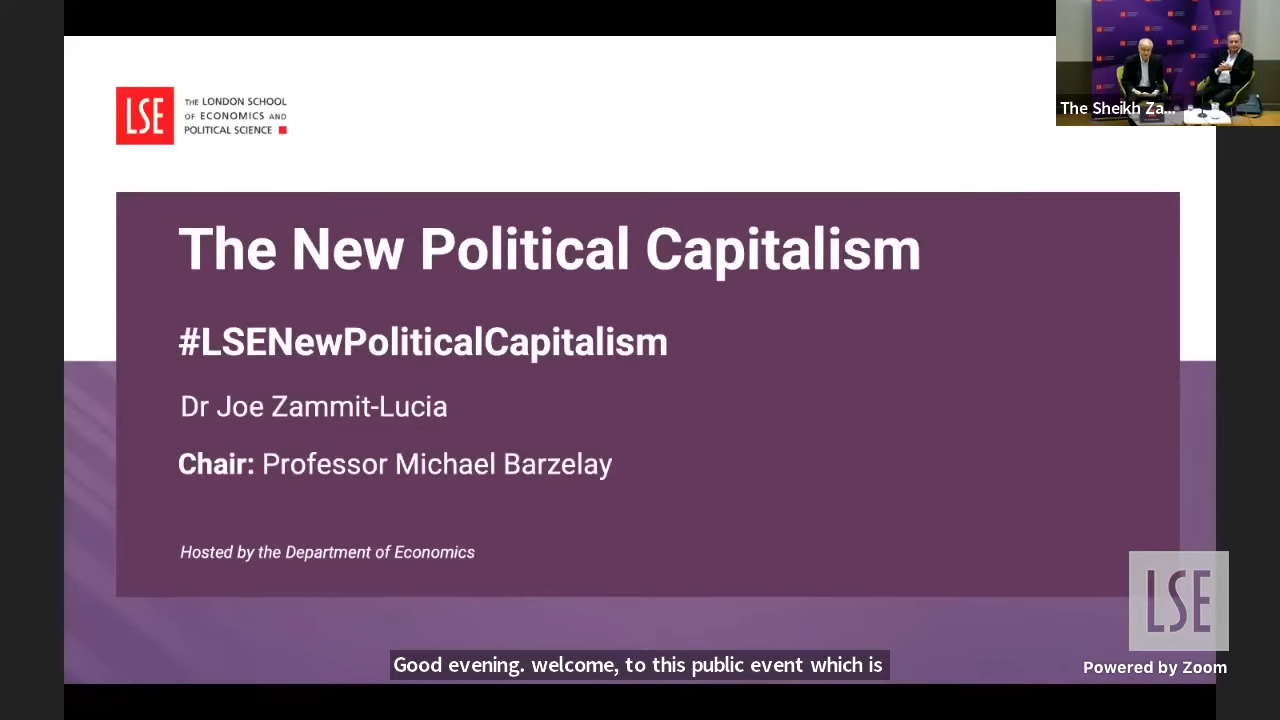 LSE
THE LONDON SCHOOL
OF ECONOMICS AND
POLITICAL SCIENCE
The Sheikh Za...
The New Political Capitalism
#LSENewPoliticalCapitalism
Dr Joe Zammit-Lucia
Chair: Professor Michael Barzelay
Hosted by the Department of Economics
LSE
Good evening. welcome, to this public event which is
Powered by Zoom